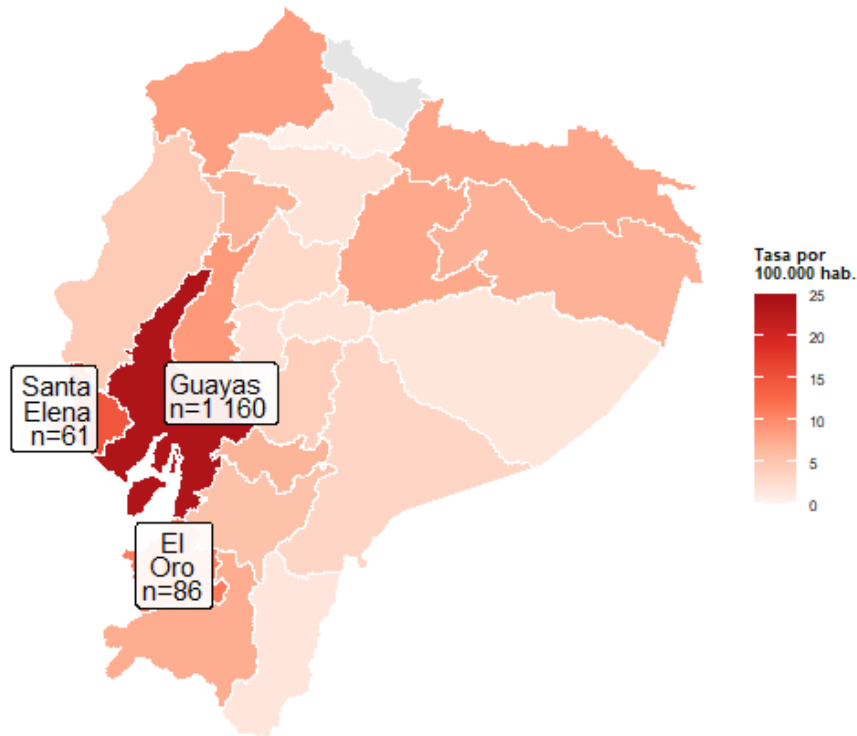 Tasa por
100.000 hab.
25
20
15
10
5
0
Santa
Elena
n=61
Guayas
n=1 160
El
Oro
n=86